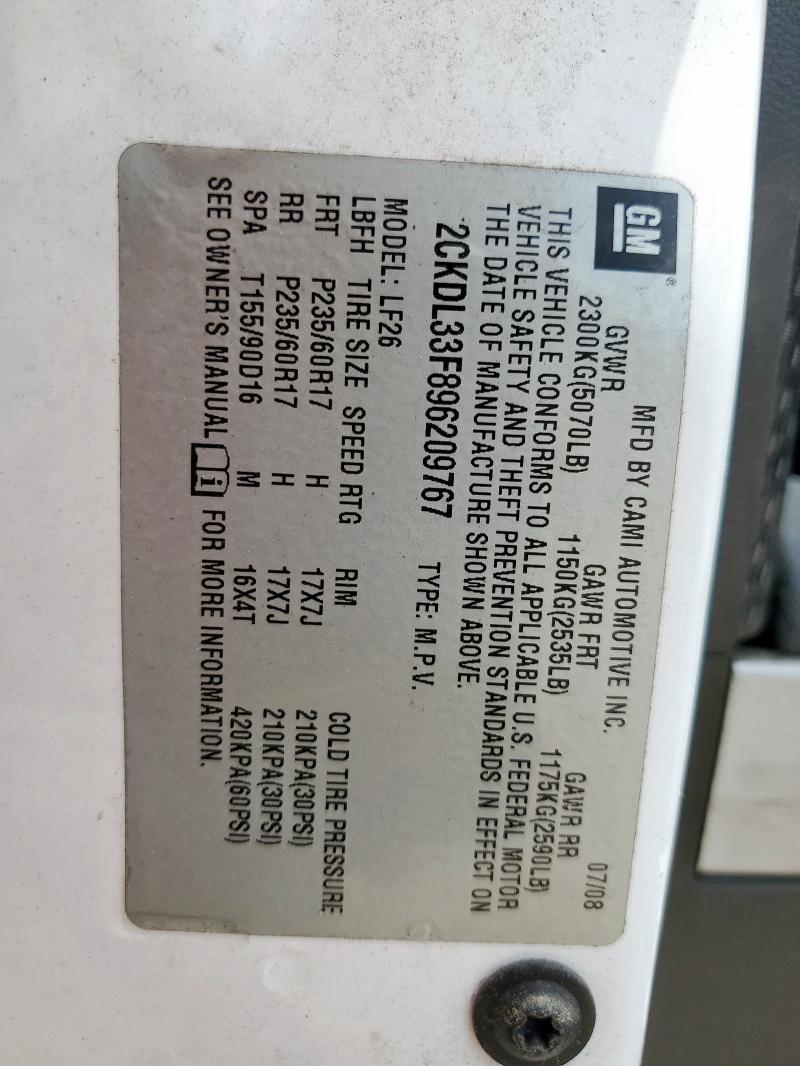 GM®
MFD BY CAMI AUTOMOTIVE INC. 07/08
GVWR GAWR FRT GAWR RR
2300KG(5070LB) 1150KG(2535LB) 1175KG(2590LB)
THIS VEHICLE CONFORMS TO ALL APPLICABLE U.S. FEDERAL MOTOR
VEHICLE SAFETY AND THEFT PREVENTION STANDARDS IN EFFECT ON
THE DATE OF MANUFACTURE SHOWN ABOVE.
2CKDL33F896209767 TYPE: M.P.V.
MODEL: LF26
LBFH TIRE SIZE SPEED RTG RIM COLD TIRE PRESSURE
FRT P235/60R17 H 17X7J 210KPA(30PSI)
RR P235/60R17 H 17X7J 210KPA(30PSI)
SPA T155/90D16 M 16X4T 420KPA(60PSI)
SEE OWNER'S MANUAL i FOR MORE INFORMATION.